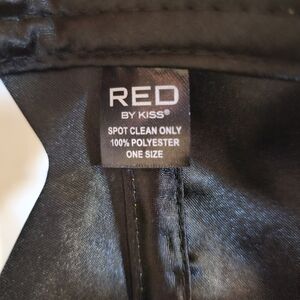 RED
BY KISS®
SPOT CLEAN ONLY
100% POLYESTER
ONE SIZE